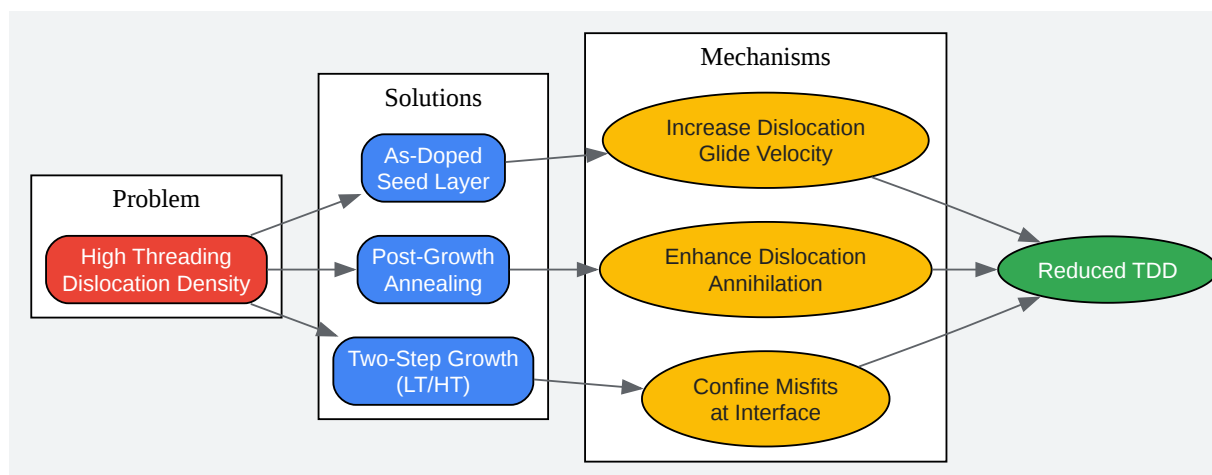 Problem
High Threading
Dislocation Density
Solutions
As-Doped
Seed Layer
Post-Growth
Annealing
Two-Step Growth
(LT/HT)
Mechanisms
Increase Dislocation
Glide Velocity
Enhance Dislocation
Annihilation
Confine Misfits
at Interface
Reduced TDD